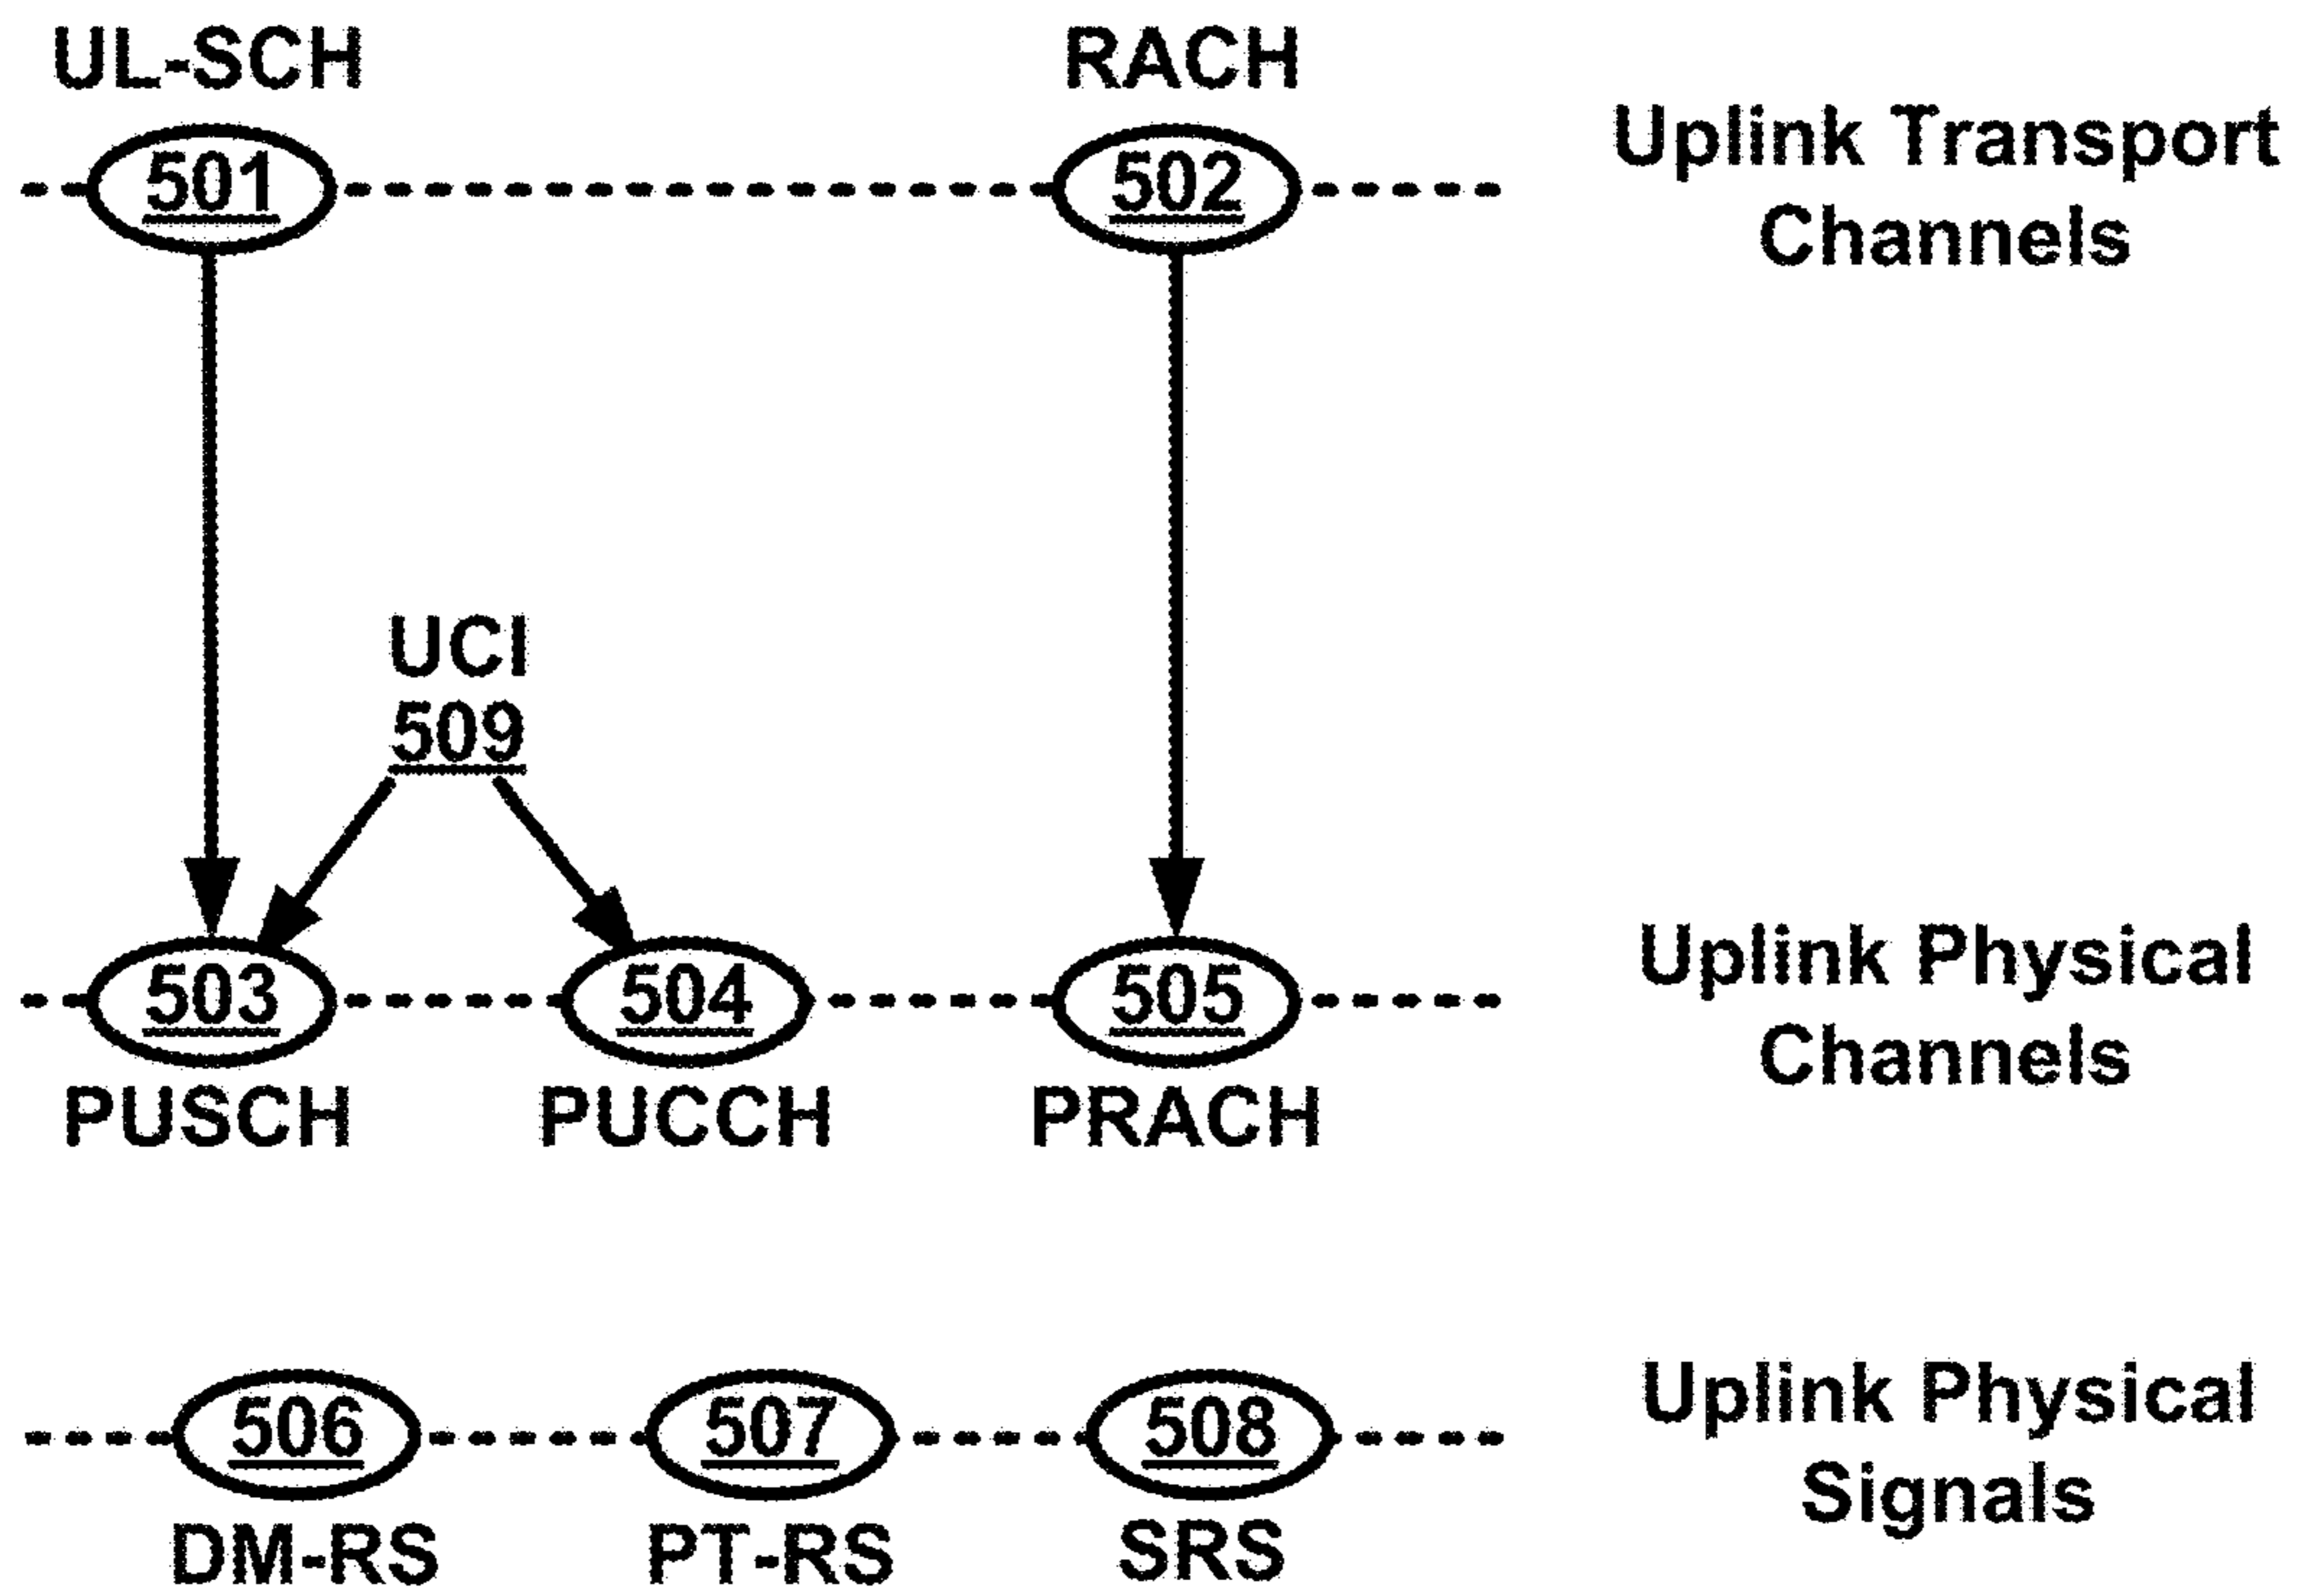 UL-SCH
RACH
501
502
Uplink Transport
Channels
UCI
509
503
504
505
Uplink Physical
Channels
PUSCH
PUCCH
PRACH
506
507
508
Uplink Physical
Signals
DM-RS
PT-RS
SRS